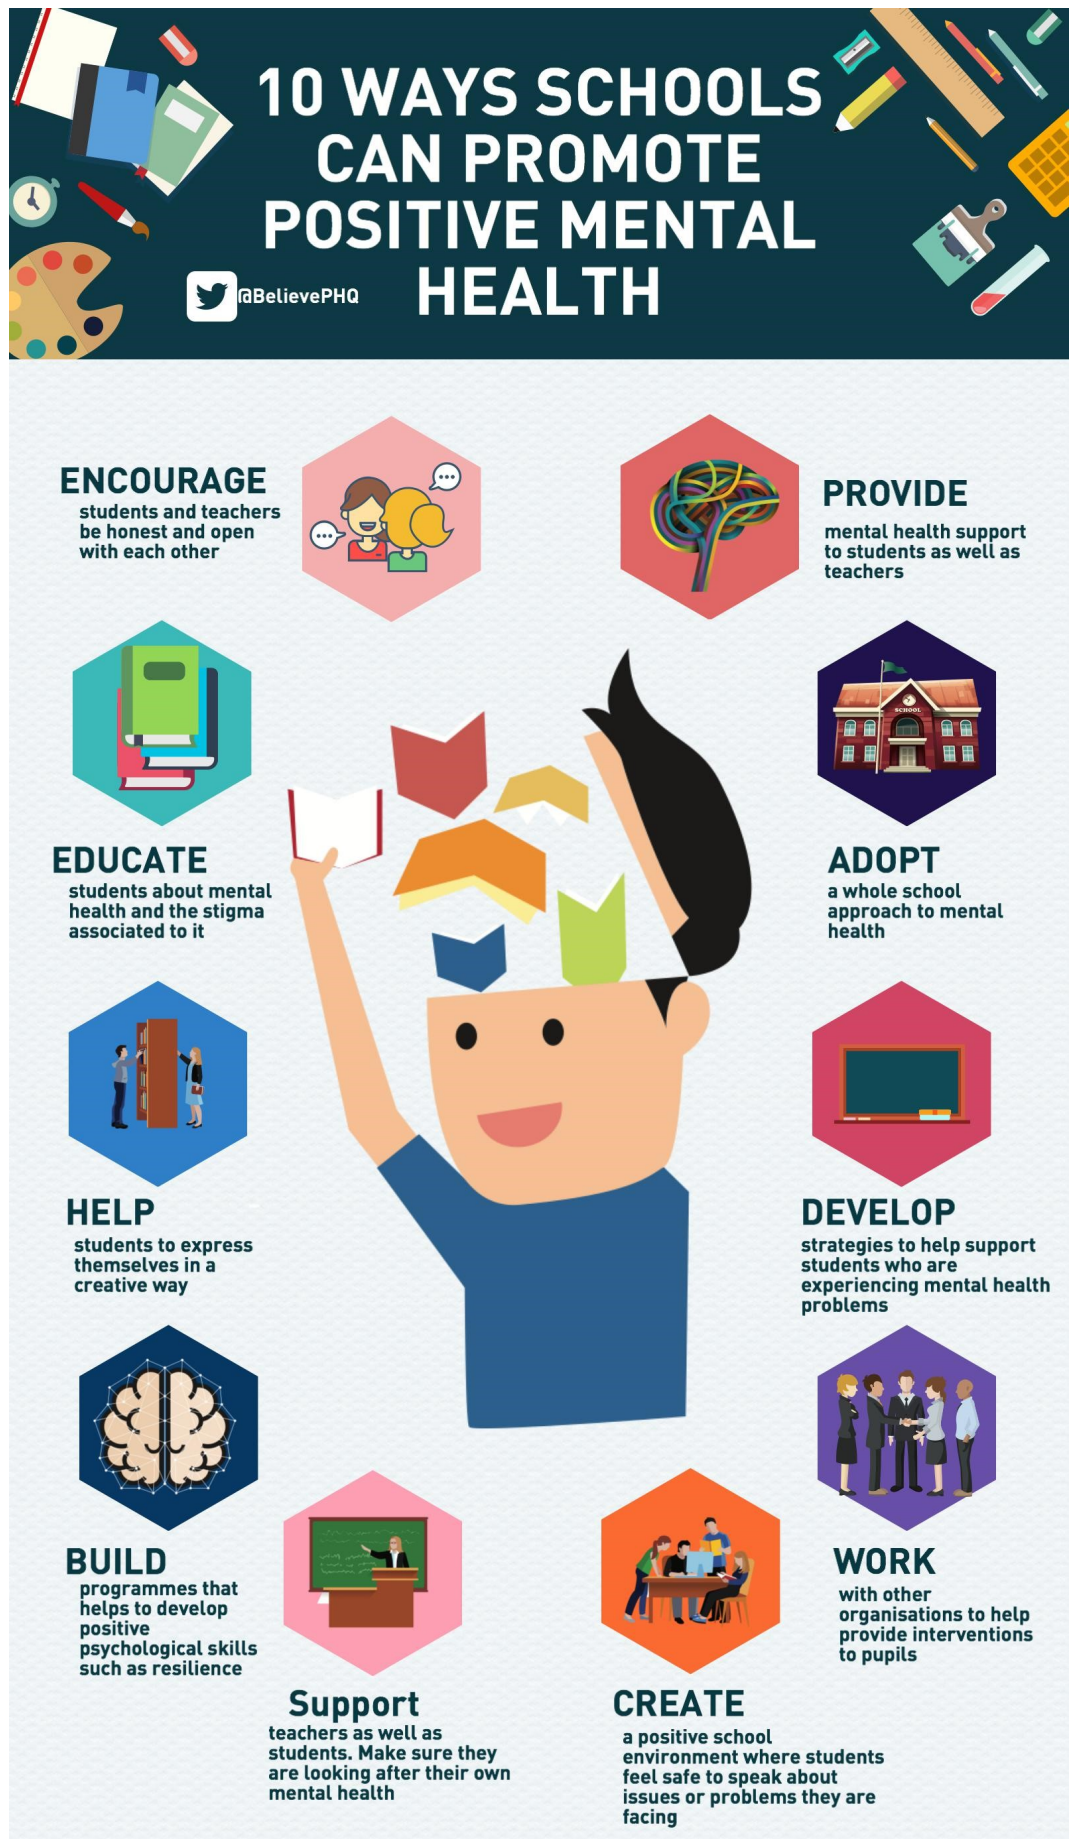 10 WAYS SCHOOLS
CAN PROMOTE
POSITIVE MENTAL
HEALTH
@BelievePHQ
ENCOURAGE
students and teachers
be honest and open
with each other
PROVIDE
mental health support
to students as well as
teachers
EDUCATE
students about mental
health and the stigma
associated to it
SCHOOL
ADOPT
a whole school
approach to mental
health
HELP
students to express
themselves in a
creative way
DEVELOP
strategies to help support
students who are
experiencing mental health
problems
BUILD
programmes that
helps to develop
positive
psychological skills
such as resilience
WORK
with other
organisations to help
provide interventions
to pupils
Support
teachers as well as
students. Make sure they
are looking after their own
mental health
CREATE
a positive school
environment where students
feel safe to speak about
issues or problems they are
facing